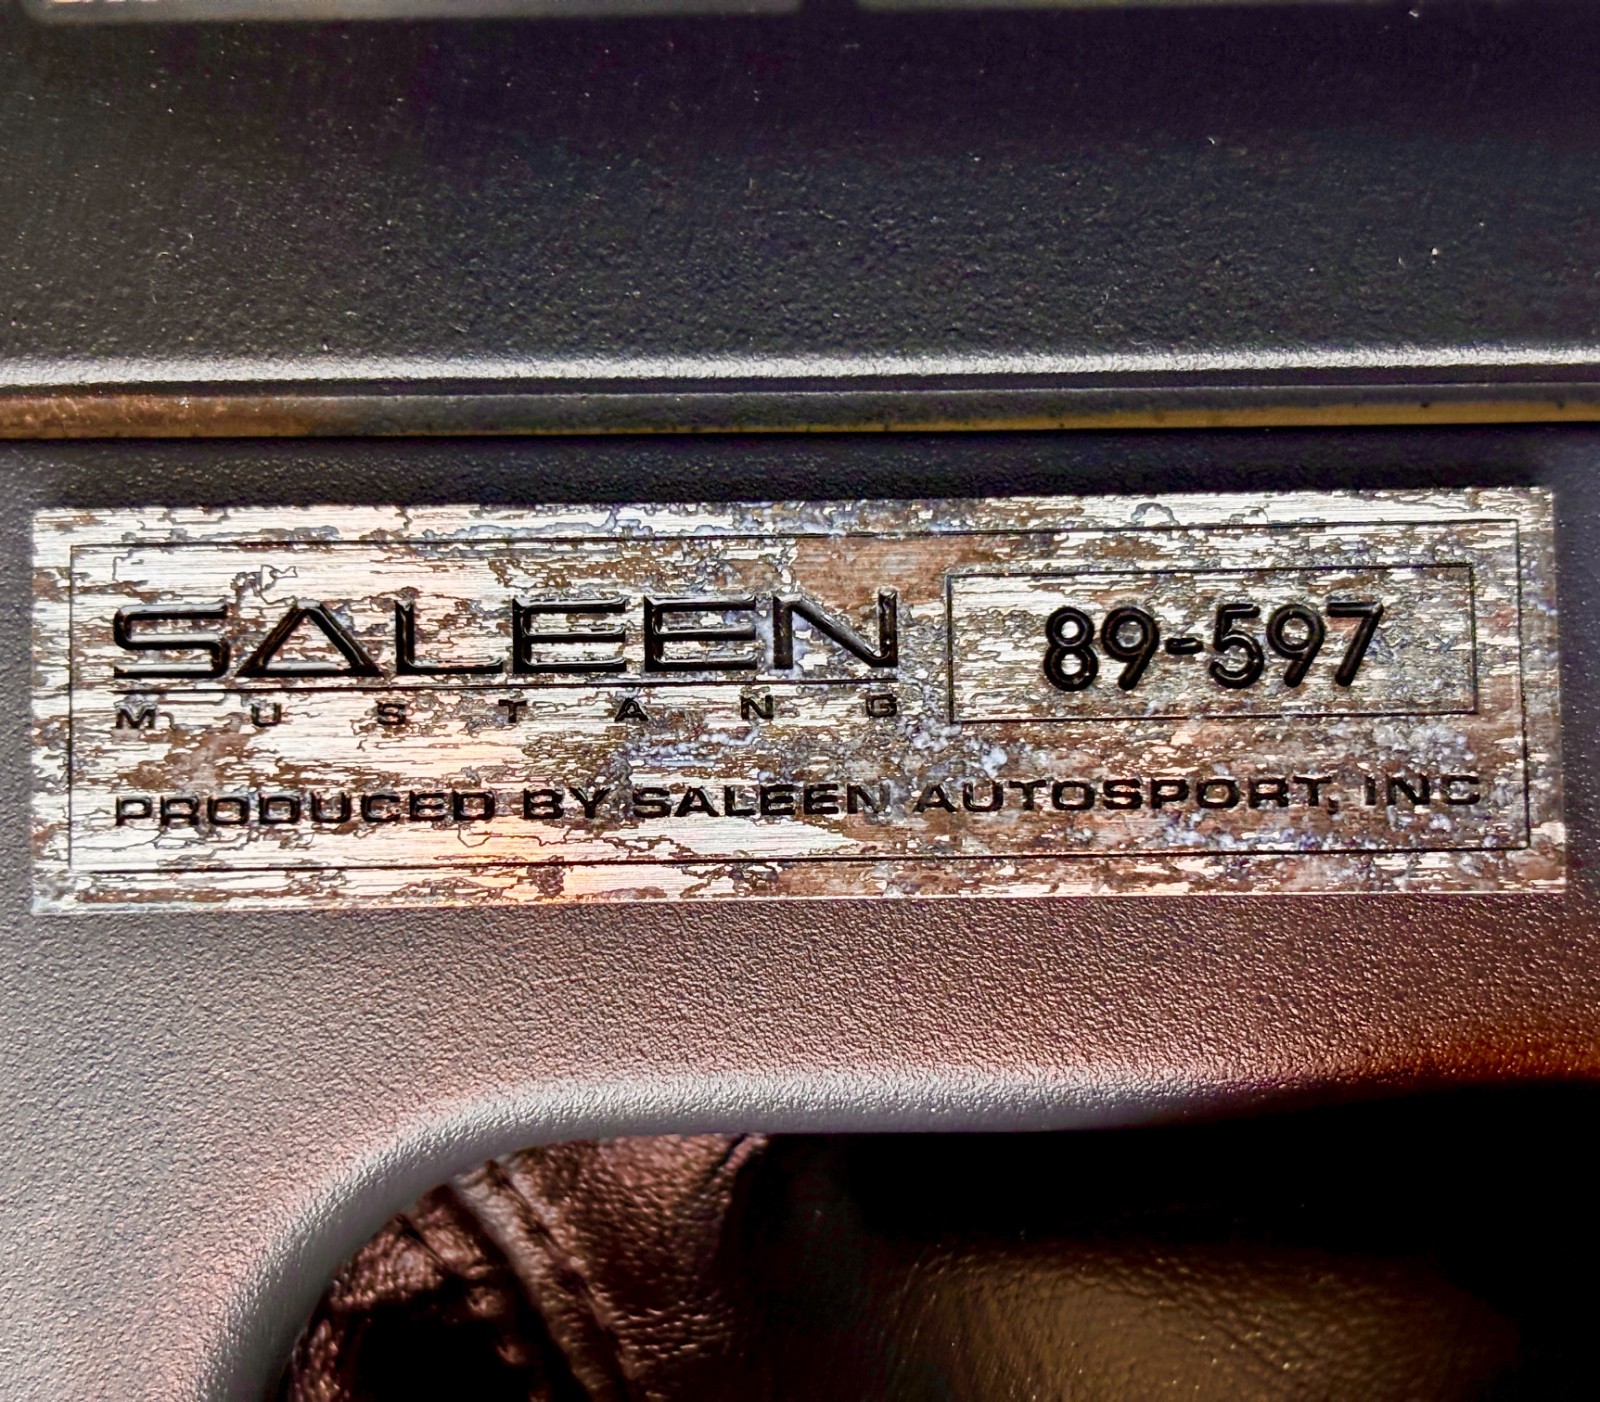 SALEEN
MUSTANG
89-597
PRODUCED BY SALEEN AUTOSPORT, INC